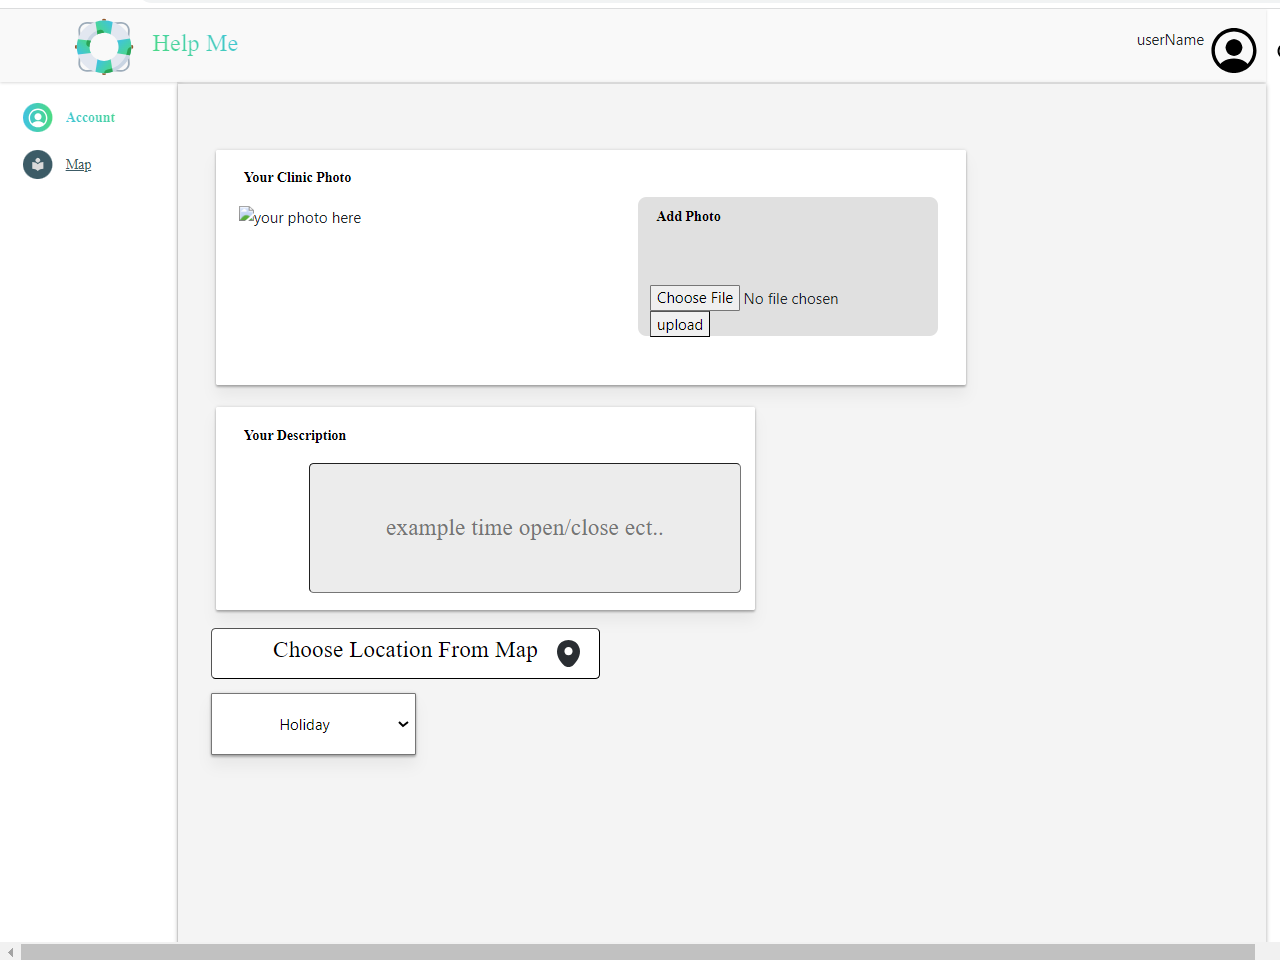 Help Me
userName
Account
Map
Your Clinic Photo
your photo here
Add Photo
Choose File No file chosen
upload
Your Description
example time open/close ect..
Choose Location From Map
Holiday